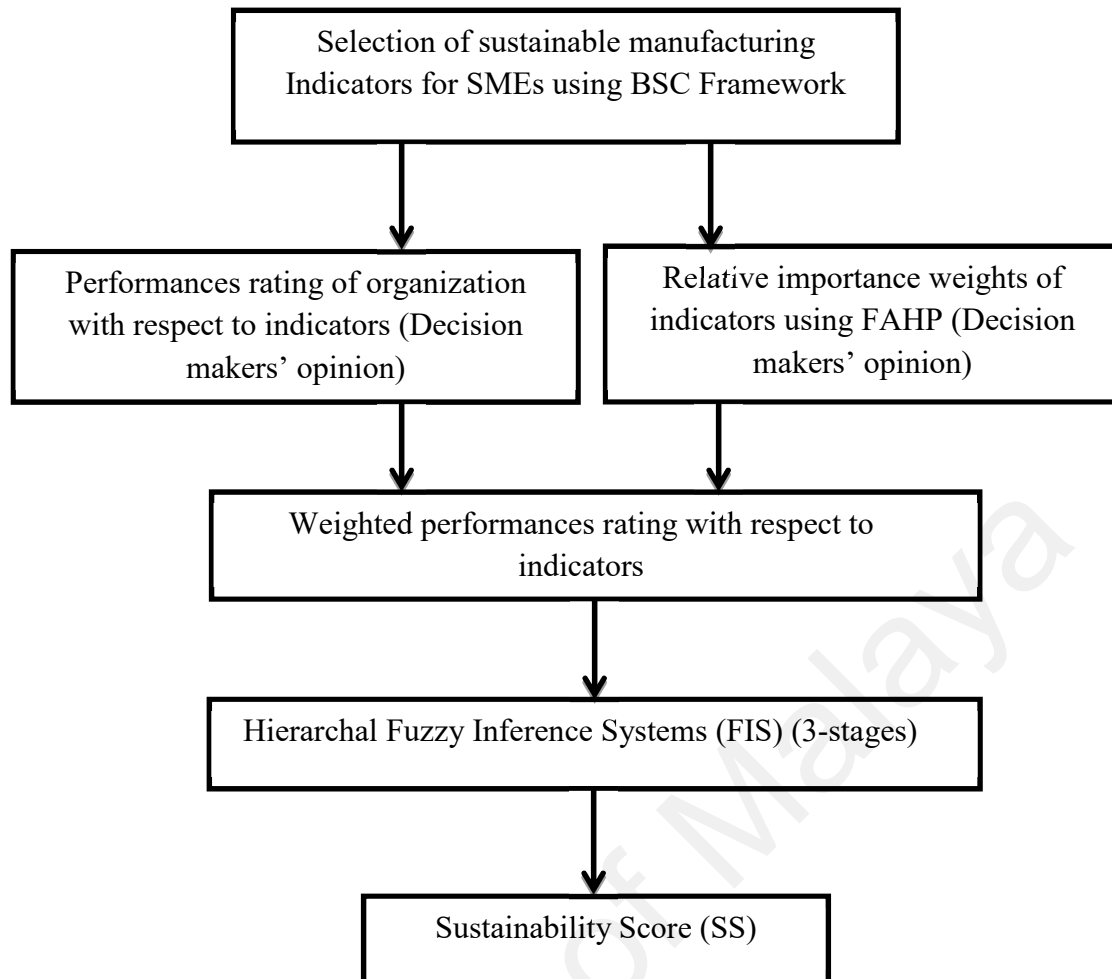 Selection of sustainable manufacturing
Indicators for SMEs using BSC Framework
Performances rating of organization
with respect to indicators (Decision
makers’ opinion)
Relative importance weights of
indicators using FAHP (Decision
makers’ opinion)
Weighted performances rating with respect to
indicators
Hierarchal Fuzzy Inference Systems (FIS) (3-stages)
Sustainability Score (SS)
of Malaya